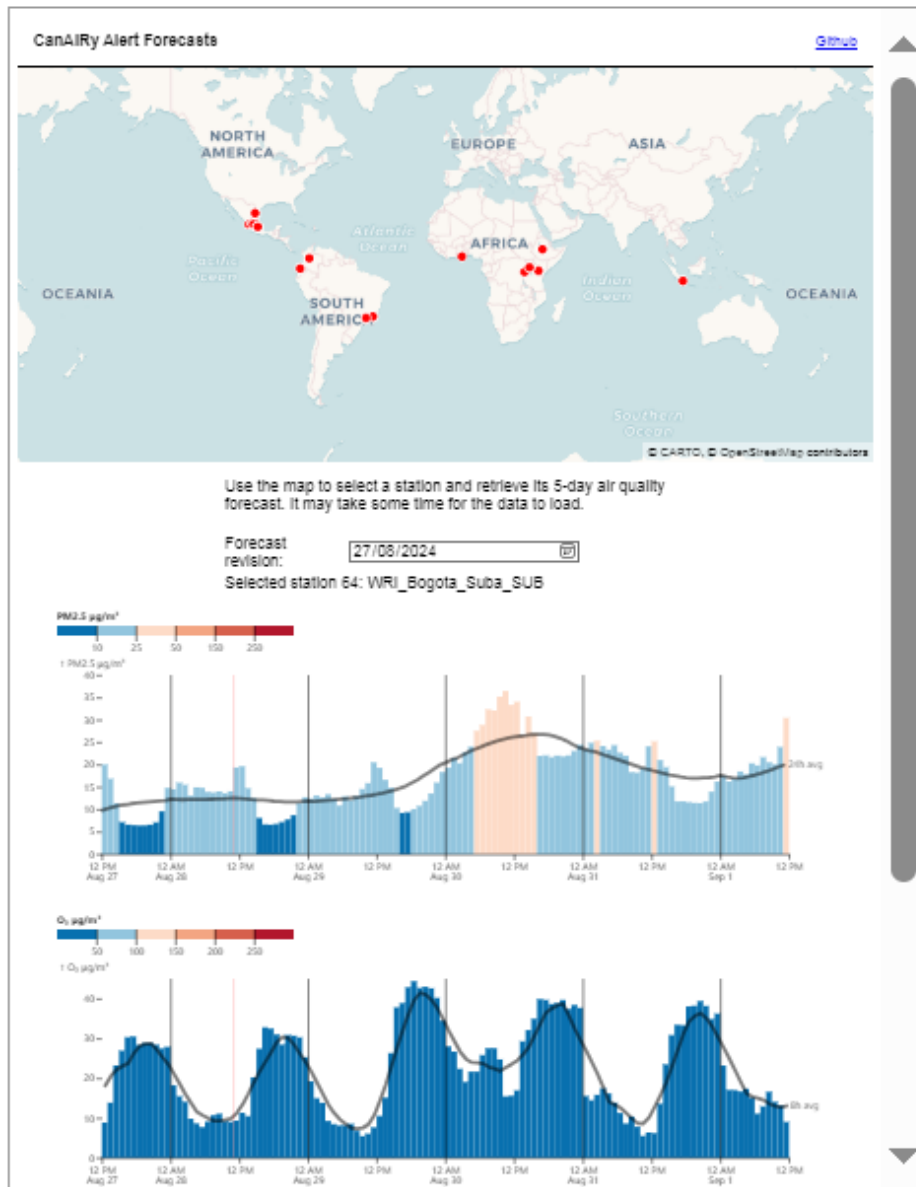 CanAIRy Alert Forecasts
Github
NORTH
AMERICA
EUROPE
ASIA
Atlantic
Ocean
AFRICA
Pacific
Ocean
Indian
Ocean
OCEANIA
OCEANIA
SOUTH
AMERICA
Southern
Ocean
© CARTO, © OpenStreetMap contributors
Use the map to select a station and retrieve its 5-day air quality
forecast. It may take some time for the data to load.
Forecast
revision:
27/08/2024
Selected station 64: WRI_Bogota_Suba_SUB
PM2.5 µg/m³
10 25 50 150 250
↑ PM2.5 µg/m³
40
35
30
25
20
15
10
5
0
24h avg
12 PM 12 AM 12 PM 12 AM 12 PM 12 AM 12 PM 12 AM 12 PM 12 AM 12 PM
Aug 27 Aug 28 Aug 29 Aug 30 Aug 31 Sep 1
O₃ µg/m³
50 100 150 200 250
↑ O₃ µg/m³
40
30
20
10
0
8h avg
12 PM 12 AM 12 PM 12 AM 12 PM 12 AM 12 PM 12 AM 12 PM 12 AM 12 PM
Aug 27 Aug 28 Aug 29 Aug 30 Aug 31 Sep 1